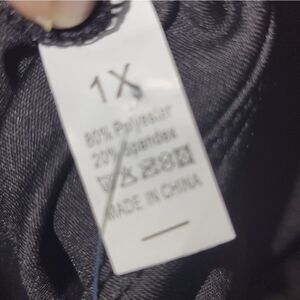 1X
80% Polyester
20% Spandex
MADE IN CHINA